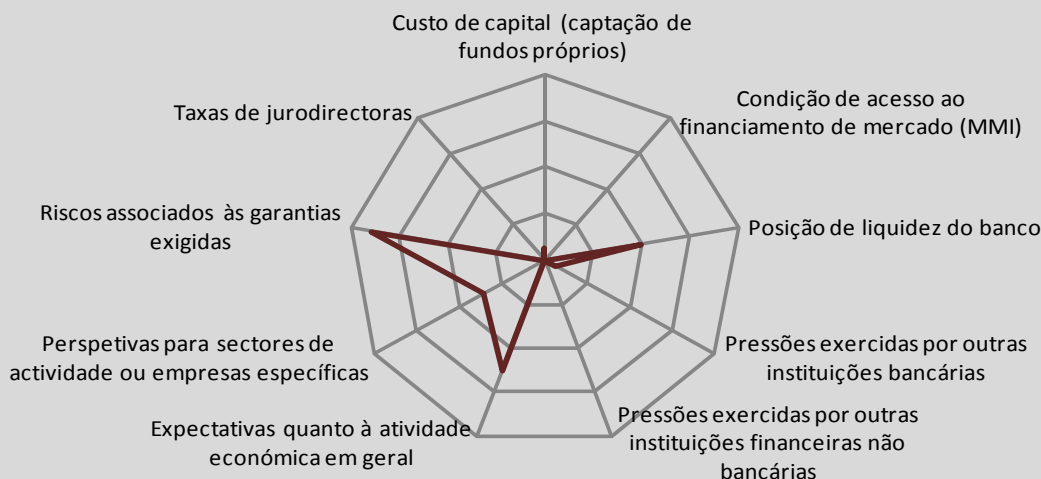 Custo de capital (captação de
fundos próprios)
Condição de acesso ao
financiamento de mercado (MMI)
Posição de liquidez do banco
Pressões exercidas por outras
instituições bancárias
Pressões exercidas por outras
instituições financeiras não
bancárias
Expectativas quanto à atividade
económica em geral
Perspetivas para sectores de
actividade ou empresas específicas
Riscos associados às garantias
exigidas
Taxas de jurodirectoras